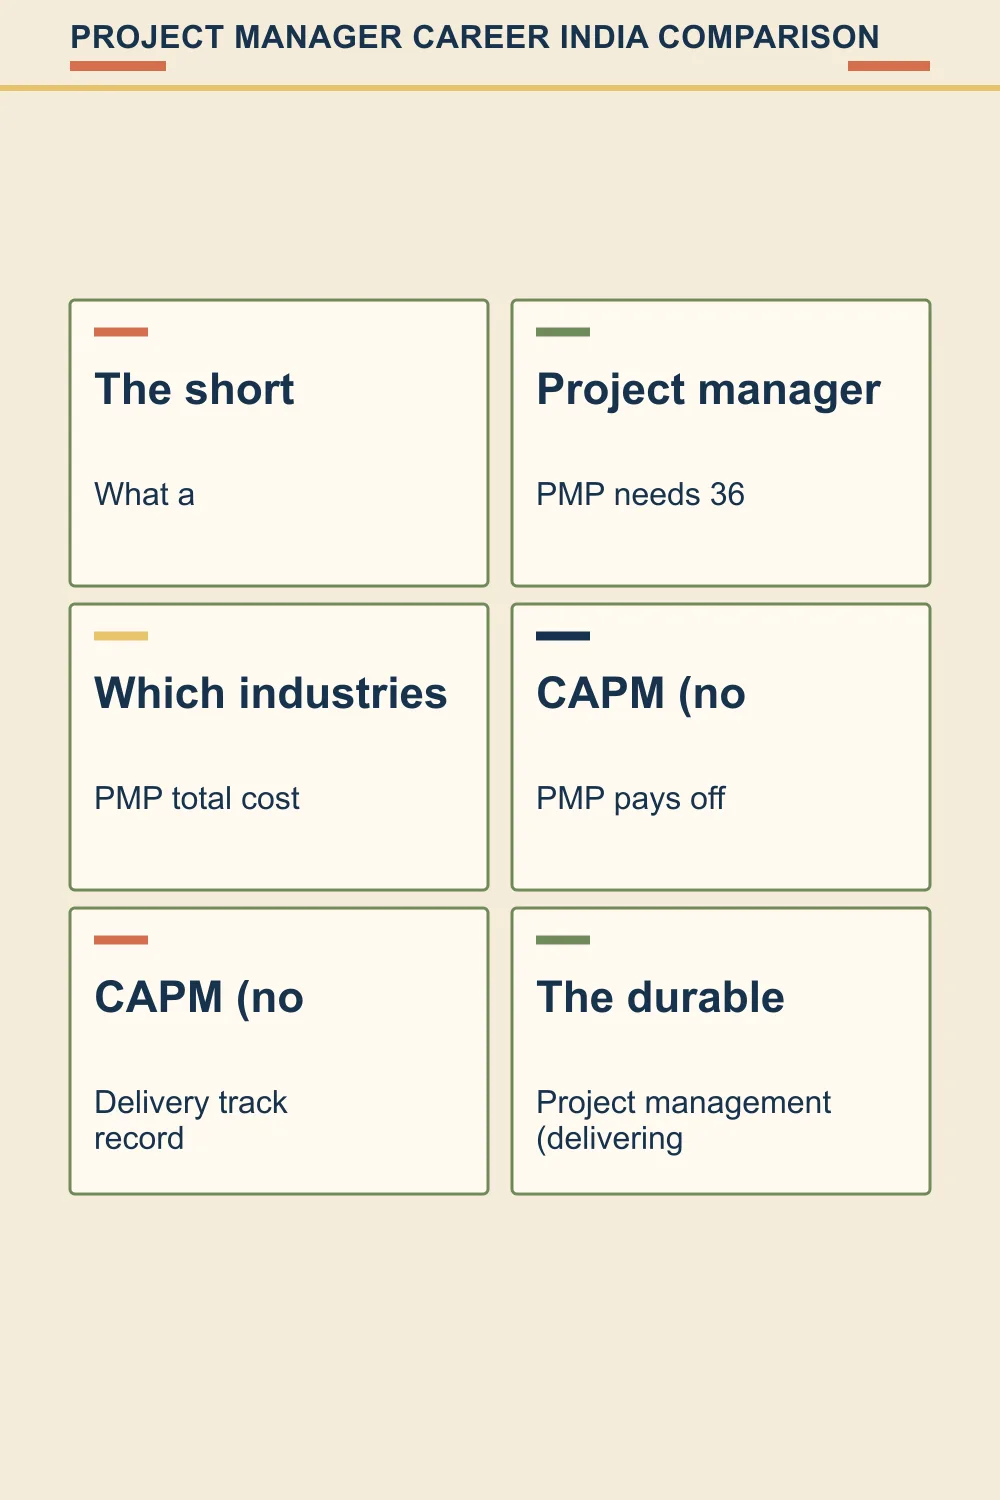 PROJECT MANAGER CAREER INDIA COMPARISON
The short
What a
Project manager
PMP needs 36
Which industries
PMP total cost
CAPM (no
PMP pays off
CAPM (no
Delivery track
record
The durable
Project management
(delivering